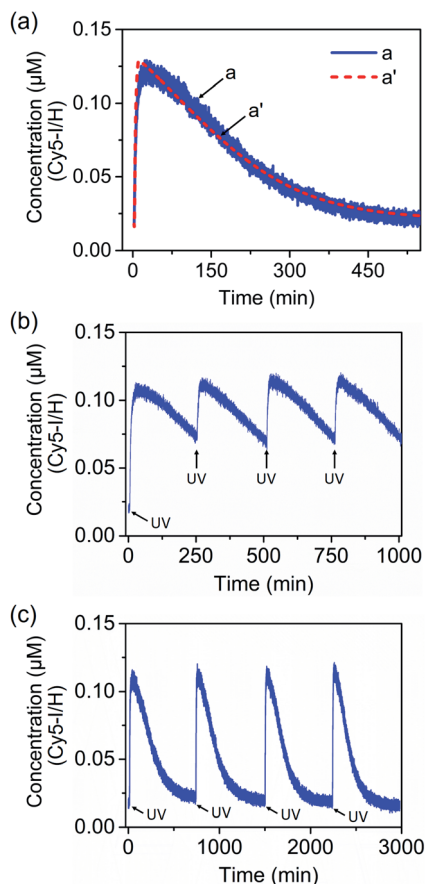 (a)
0.15
0.10
0.05
0.00
Concentration (µM)
(Cy5-I/H)
a
a'
a
a'
0
150
300
450
Time (min)
(b)
0.15
0.10
0.05
0.00
Concentration (µM)
(Cy5-I/H)
UV
UV
UV
UV
0
250
500
750
1000
Time (min)
(c)
0.15
0.10
0.05
0.00
Concentration (µM)
(Cy5-I/H)
UV
UV
UV
UV
0
1000
2000
3000
Time (min)